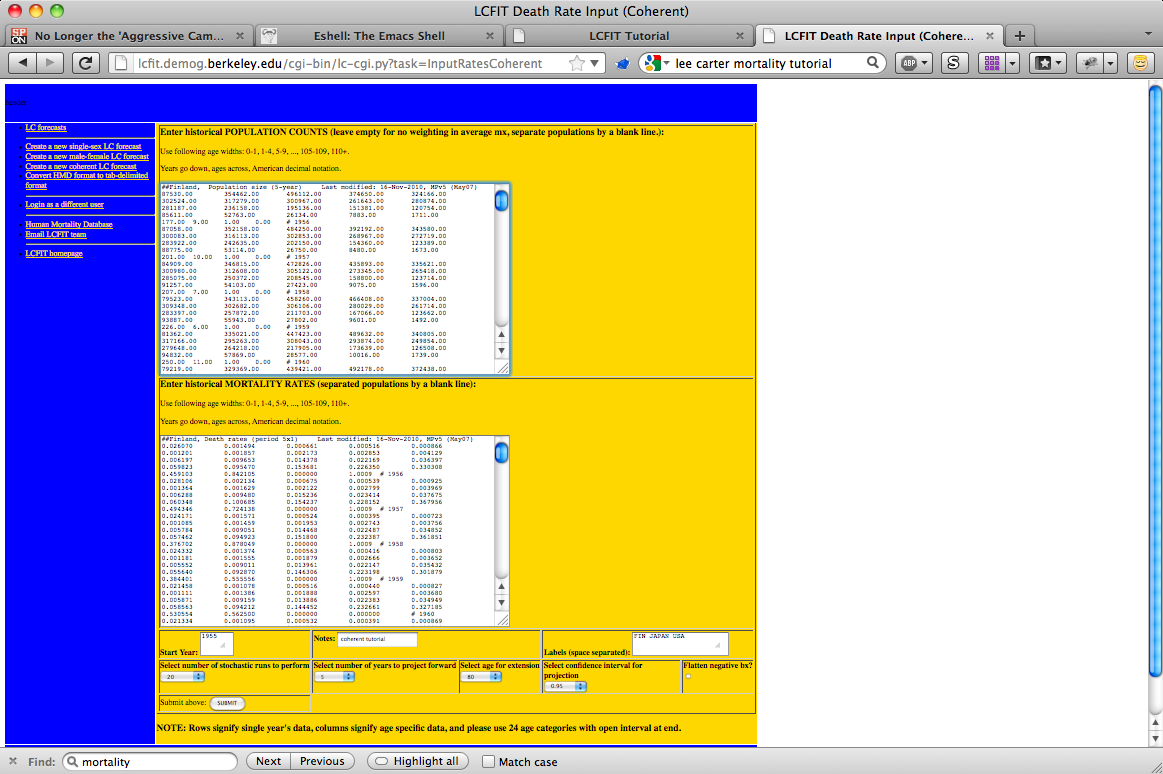 LCFIT Death Rate Input (Coherent)
No Longer the 'Aggressive Cam...
Eshell: The Emacs Shell
LCFIT Tutorial
LCFIT Death Rate Input (Cohere...
lcfit.demog.berkeley.edu/cgi-bin/lc-cgi.py?task=InputRatesCoherent
lee carter mortality tutorial
ABP
S
LC forecasts
Create a new single-sex LC forecast
Create a new male-female LC forecast
Create a new coherent LC forecast
Convert HMD format to tab-delimited
format
Login as a different user
Human Mortality Database
Email LCFIT team
LCFIT homepage
Enter historical POPULATION COUNTS (leave empty for no weighting in average mx, separate populations by a blank line.):
Use following age widths: 0-1, 1-4, 5-9, ..., 105-109, 110+.
Years go down, ages across, American decimal notation.
##Finland, Population size (5-year) Last modified: 16-Nov-2010, MPv5 (May07)
87530.00 354462.00 496112.00 374650.00 324166.00
302524.00 317279.00 300967.00 261643.00 280874.00
281187.00 236158.00 195136.00 151381.00 120754.00
85611.00 52763.00 26134.00 7883.00 1711.00
177.00 9.00 1.00 0.00 # 1956
87058.00 352158.00 484250.00 392192.00 343580.00
300083.00 316113.00 302853.00 268967.00 272719.00
283922.00 242635.00 202150.00 154360.00 123389.00
88775.00 53114.00 26750.00 8480.00 1673.00
201.00 10.00 1.00 0.00 # 1957
84909.00 346815.00 472826.00 435893.00 335621.00
300980.00 312608.00 305122.00 273345.00 265418.00
285075.00 250372.00 208545.00 158800.00 123714.00
91257.00 54103.00 27423.00 9075.00 1596.00
207.00 7.00 1.00 0.00 # 1958
79523.00 343113.00 458260.00 466408.00 337004.00
309348.00 302682.00 306106.00 280029.00 261714.00
283397.00 257872.00 211703.00 167066.00 123662.00
93887.00 55943.00 27802.00 9601.00 1492.00
226.00 6.00 1.00 0.00 # 1959
81362.00 335021.00 447423.00 489632.00 340805.00
317166.00 295263.00 308043.00 293874.00 249854.00
279648.00 264218.00 217905.00 173639.00 126508.00
94832.00 57869.00 28577.00 10016.00 1739.00
250.00 11.00 1.00 0.00 # 1960
79219.00 329369.00 439421.00 492178.00 372438.00
Enter historical MORTALITY RATES (separated populations by a blank line):
Use following age widths: 0-1, 1-4, 5-9, ..., 105-109, 110+.
Years go down, ages across, American decimal notation.
##Finland, Death rates (period 5x1) Last modified: 16-Nov-2010, MPv5 (May07)
0.026070 0.001494 0.000661 0.000516 0.000866
0.001201 0.001857 0.002173 0.002853 0.004129
0.006197 0.009653 0.014378 0.022169 0.036397
0.059823 0.095470 0.153681 0.226350 0.330308
0.459103 0.842105 0.000000 1.0009 # 1956
0.028106 0.002134 0.000675 0.000539 0.000925
0.001364 0.001629 0.002122 0.002799 0.003969
0.006288 0.009480 0.015236 0.023414 0.037675
0.060348 0.100685 0.154237 0.228152 0.367956
0.494346 0.724138 0.000000 1.0009 # 1957
0.024171 0.001571 0.000524 0.000395 0.000723
0.001085 0.001459 0.001953 0.002743 0.003756
0.005784 0.009051 0.014468 0.022487 0.034852
0.057462 0.094923 0.151800 0.232387 0.361851
0.376702 0.878049 0.000000 1.0009 # 1958
0.024332 0.001374 0.000563 0.000416 0.000803
0.001181 0.001555 0.001879 0.002666 0.003652
0.005552 0.009011 0.013961 0.022147 0.035432
0.055640 0.092870 0.146306 0.223198 0.301879
0.384401 0.555556 0.000000 1.0009 # 1959
0.021458 0.001078 0.000516 0.000440 0.000827
0.001111 0.001386 0.001888 0.002597 0.003680
0.005871 0.009159 0.013886 0.022383 0.034949
0.058563 0.094212 0.144452 0.232661 0.327185
0.530554 0.562500 0.000000 0.000000 # 1960
0.021334 0.001095 0.000532 0.000391 0.000869
Start Year: 1955
Notes: coherent tutorial
Labels (space separated): FIN JAPAN USA
Select number of stochastic runs to perform 20
Select number of years to project forward 5
Select age for extension 80
Select confidence interval for
projection 0.95
Flatten negative bx?
Submit above: SUBMIT
NOTE: Rows signify single year's data, columns signify age specific data, and please use 24 age categories with open interval at end.
Find: mortality Next Previous Highlight all Match case